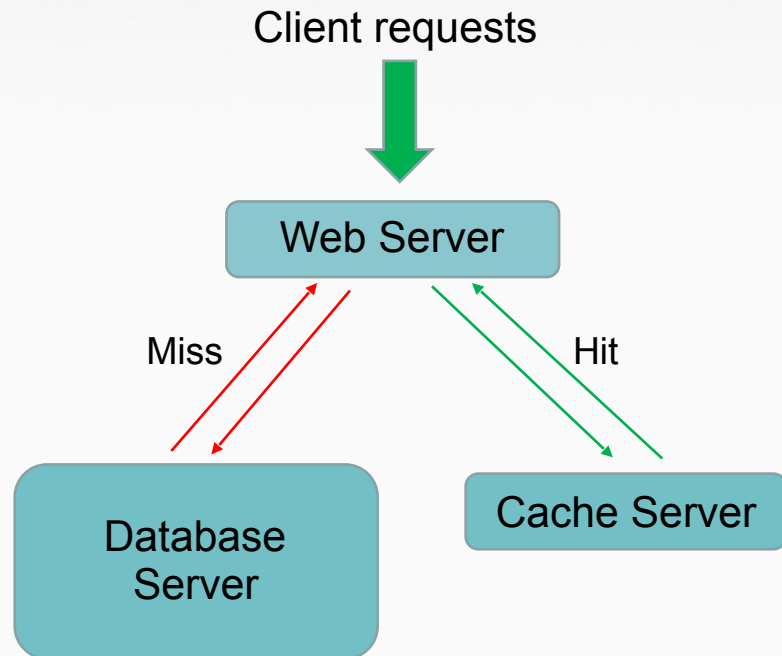 Client requests
Web Server
Miss
Hit
Database
Server
Cache Server